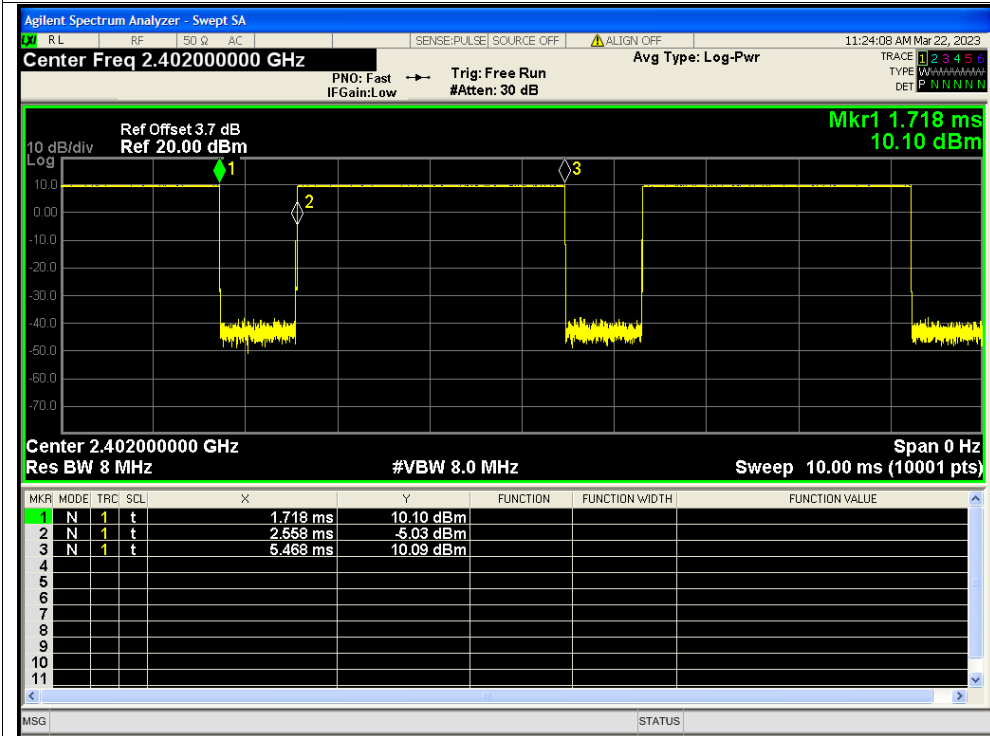 Agilent Spectrum Analyzer - Swept SA
LXI RL RF 50 Ω AC SENSE:PULSE SOURCE OFF ALIGN OFF 11:24:08 AM Mar 22, 2023
Center Freq 2.402000000 GHz
PNO: Fast
IFGain:Low
Trig: Free Run
#Atten: 30 dB
Avg Type: Log-Pwr
TRACE 1 2 3 4 5 6
TYPE
DET P N N N N N
Ref Offset 3.7 dB
10 dB/div Ref 20.00 dBm
Log
Mkr1 1.718 ms
10.10 dBm
1
2
3
10.0
0.00
-10.0
-20.0
-30.0
-40.0
-50.0
-60.0
-70.0
Center 2.402000000 GHz Span 0 Hz
Res BW 8 MHz #VBW 8.0 MHz Sweep 10.00 ms (10001 pts)
MKR MODE TRC SCL X Y FUNCTION FUNCTION WIDTH FUNCTION VALUE
1 N 1 t 1.718 ms 10.10 dBm
2 N 1 t 2.558 ms -5.03 dBm
3 N 1 t 5.468 ms 10.09 dBm
4
5
6
7
8
9
10
11
MSG STATUS